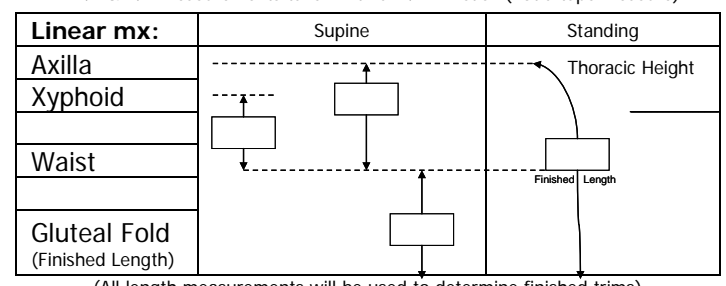 Linear mx: Supine Standing
Axilla Thoracic Height
Xyphoid
Waist
Finished Length
Gluteal Fold
(Finished Length)
(All length measurements will be used to determine finished trims)